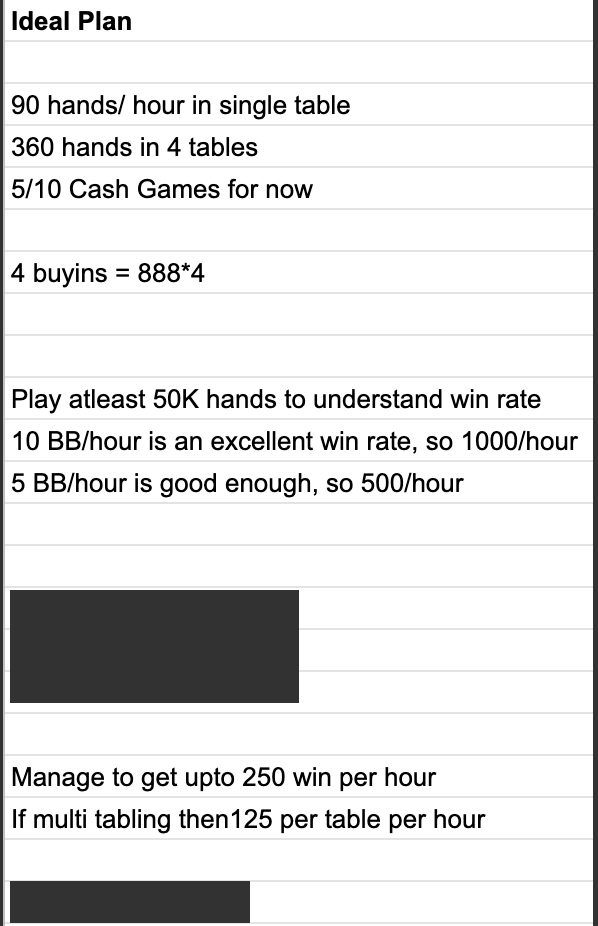 Ideal Plan
90 hands/ hour in single table
360 hands in 4 tables
5/10 Cash Games for now
4 buyins = 888*4
Play atleast 50K hands to understand win rate
10 BB/hour is an excellent win rate, so 1000/hour
5 BB/hour is good enough, so 500/hour
Manage to get upto 250 win per hour
If multi tabling then125 per table per hour